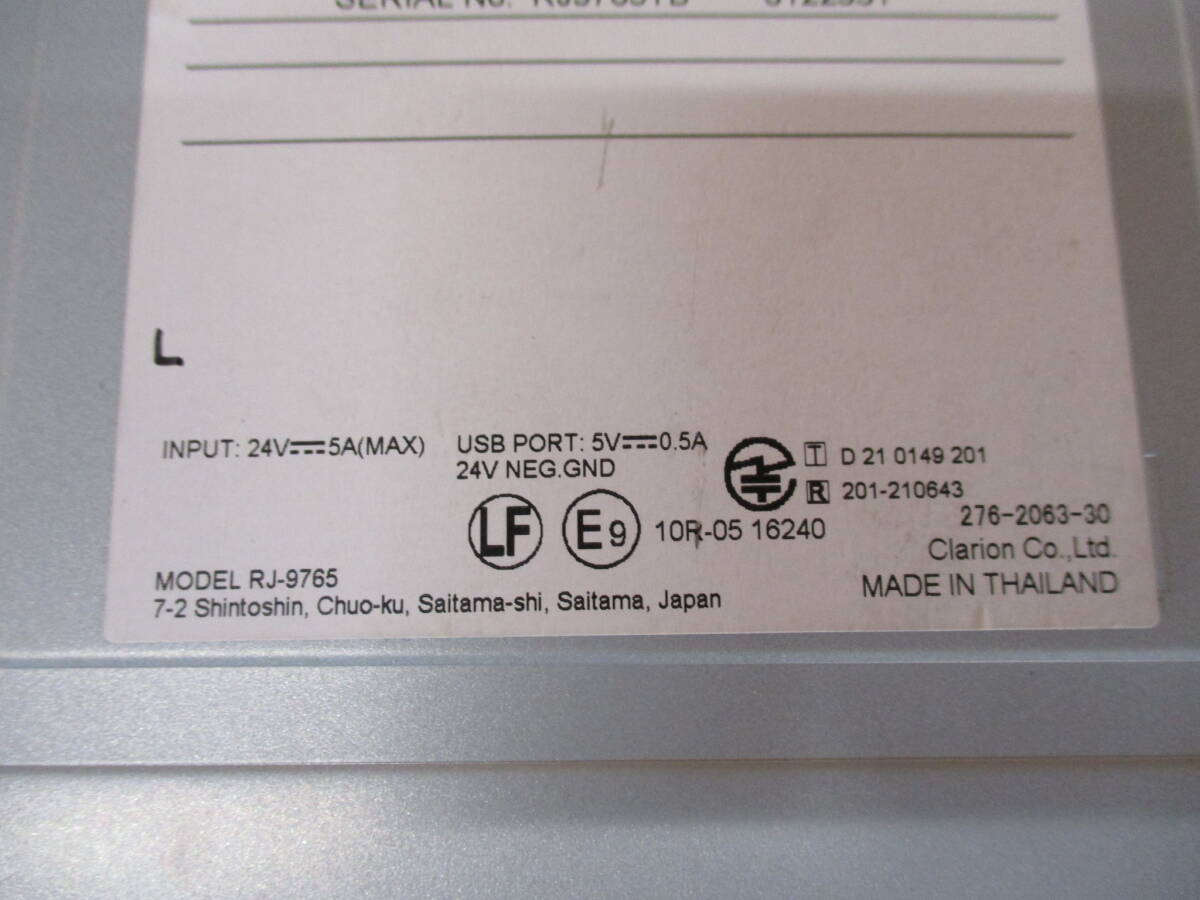 SERIAL No.
L
INPUT: 24V⎓5A(MAX)
USB PORT: 5V⎓0.5A
24V NEG.GND
T D 21 0149 201
R 201-210643
LF E9 10R-05 16240
276-2063-30
Clarion Co.,Ltd.
MADE IN THAILAND
MODEL RJ-9765
7-2 Shintoshin, Chuo-ku, Saitama-shi, Saitama, Japan